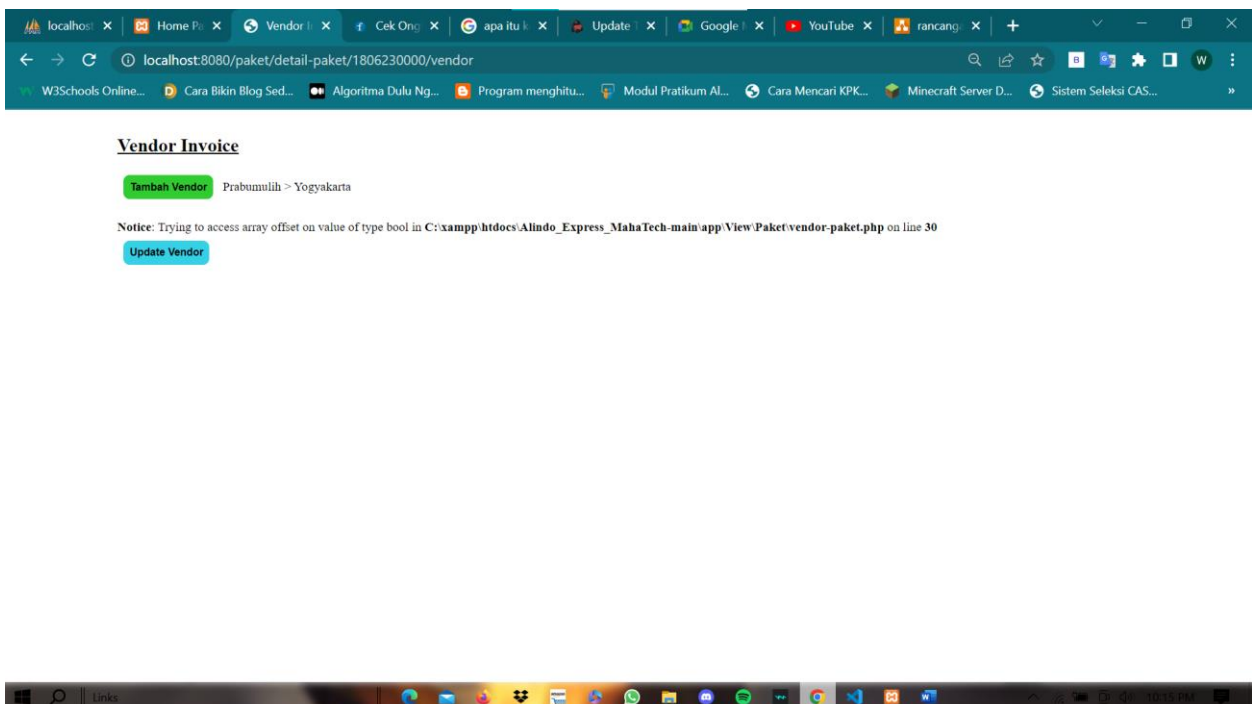 localhost
Home Pa
Vendor I
Cek Ong
apa itu k
Update T
Google
YouTube
rancang
localhost:8080/paket/detail-paket/1806230000/vendor
W
W3Schools Online...
Cara Bikin Blog Sed...
Algoritma Dulu Ng...
Program menghitu...
Modul Pratikum Al...
Cara Mencari KPK...
Minecraft Server D...
Sistem Seleksi CAS...
»
Vendor Invoice
Tambah Vendor Prabumulih > Yogyakarta
Notice: Trying to access array offset on value of type bool in C:\xampp\htdocs\Alindo_Express_MahaTech-main\app\View\Paket\vendor-paket.php on line 30
Update Vendor
Links
10:15 PM